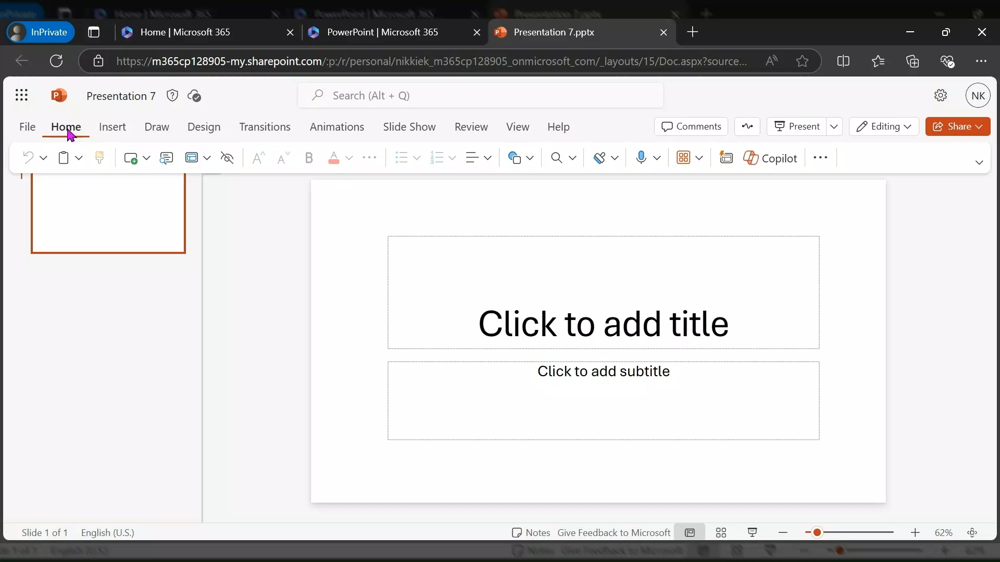 InPrivate
Home | Microsoft 365
PowerPoint | Microsoft 365
Presentation 7.pptx
https://m365cp128905-my.sharepoint.com/:p:/r/personal/nikkiek_m365cp128905_onmicrosoft_com/_layouts/15/Doc.aspx?source...
Presentation 7
Search (Alt + Q)
NK
File
Home
Insert
Draw
Design
Transitions
Animations
Slide Show
Review
View
Help
Comments
Present
Editing
Share
Copilot
Click to add title
Click to add subtitle
Slide 1 of 1
English (U.S.)
Notes
Give Feedback to Microsoft
62%